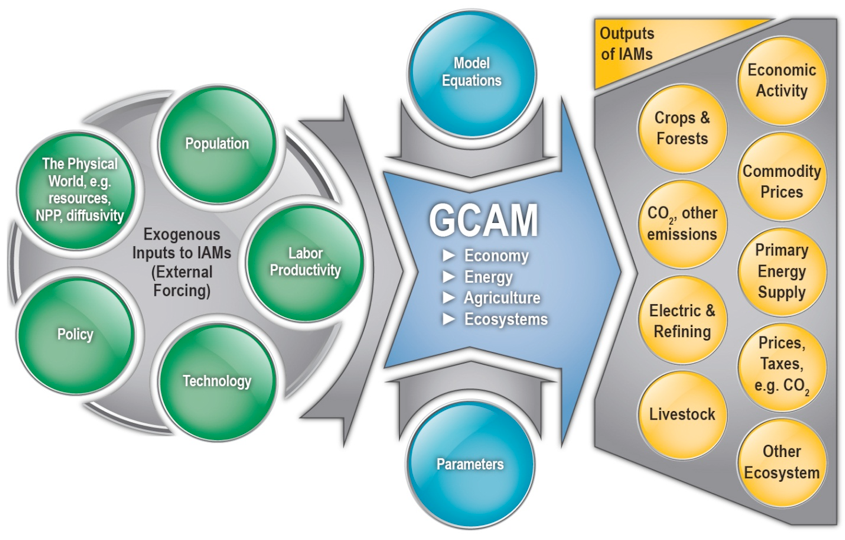 Population
The Physical
World, e.g.
resources,
NPP, diffusivity
Exogenous
Inputs to IAMs
(External
Forcing)
Labor
Productivity
Policy
Technology
Model
Equations
GCAM
► Economy
► Energy
► Agriculture
► Ecosystems
Parameters
Outputs
of IAMs
Crops &
Forests
CO₂, other
emissions
Electric &
Refining
Livestock
Economic
Activity
Commodity
Prices
Primary
Energy
Supply
Prices,
Taxes,
e.g. CO₂
Other
Ecosystem